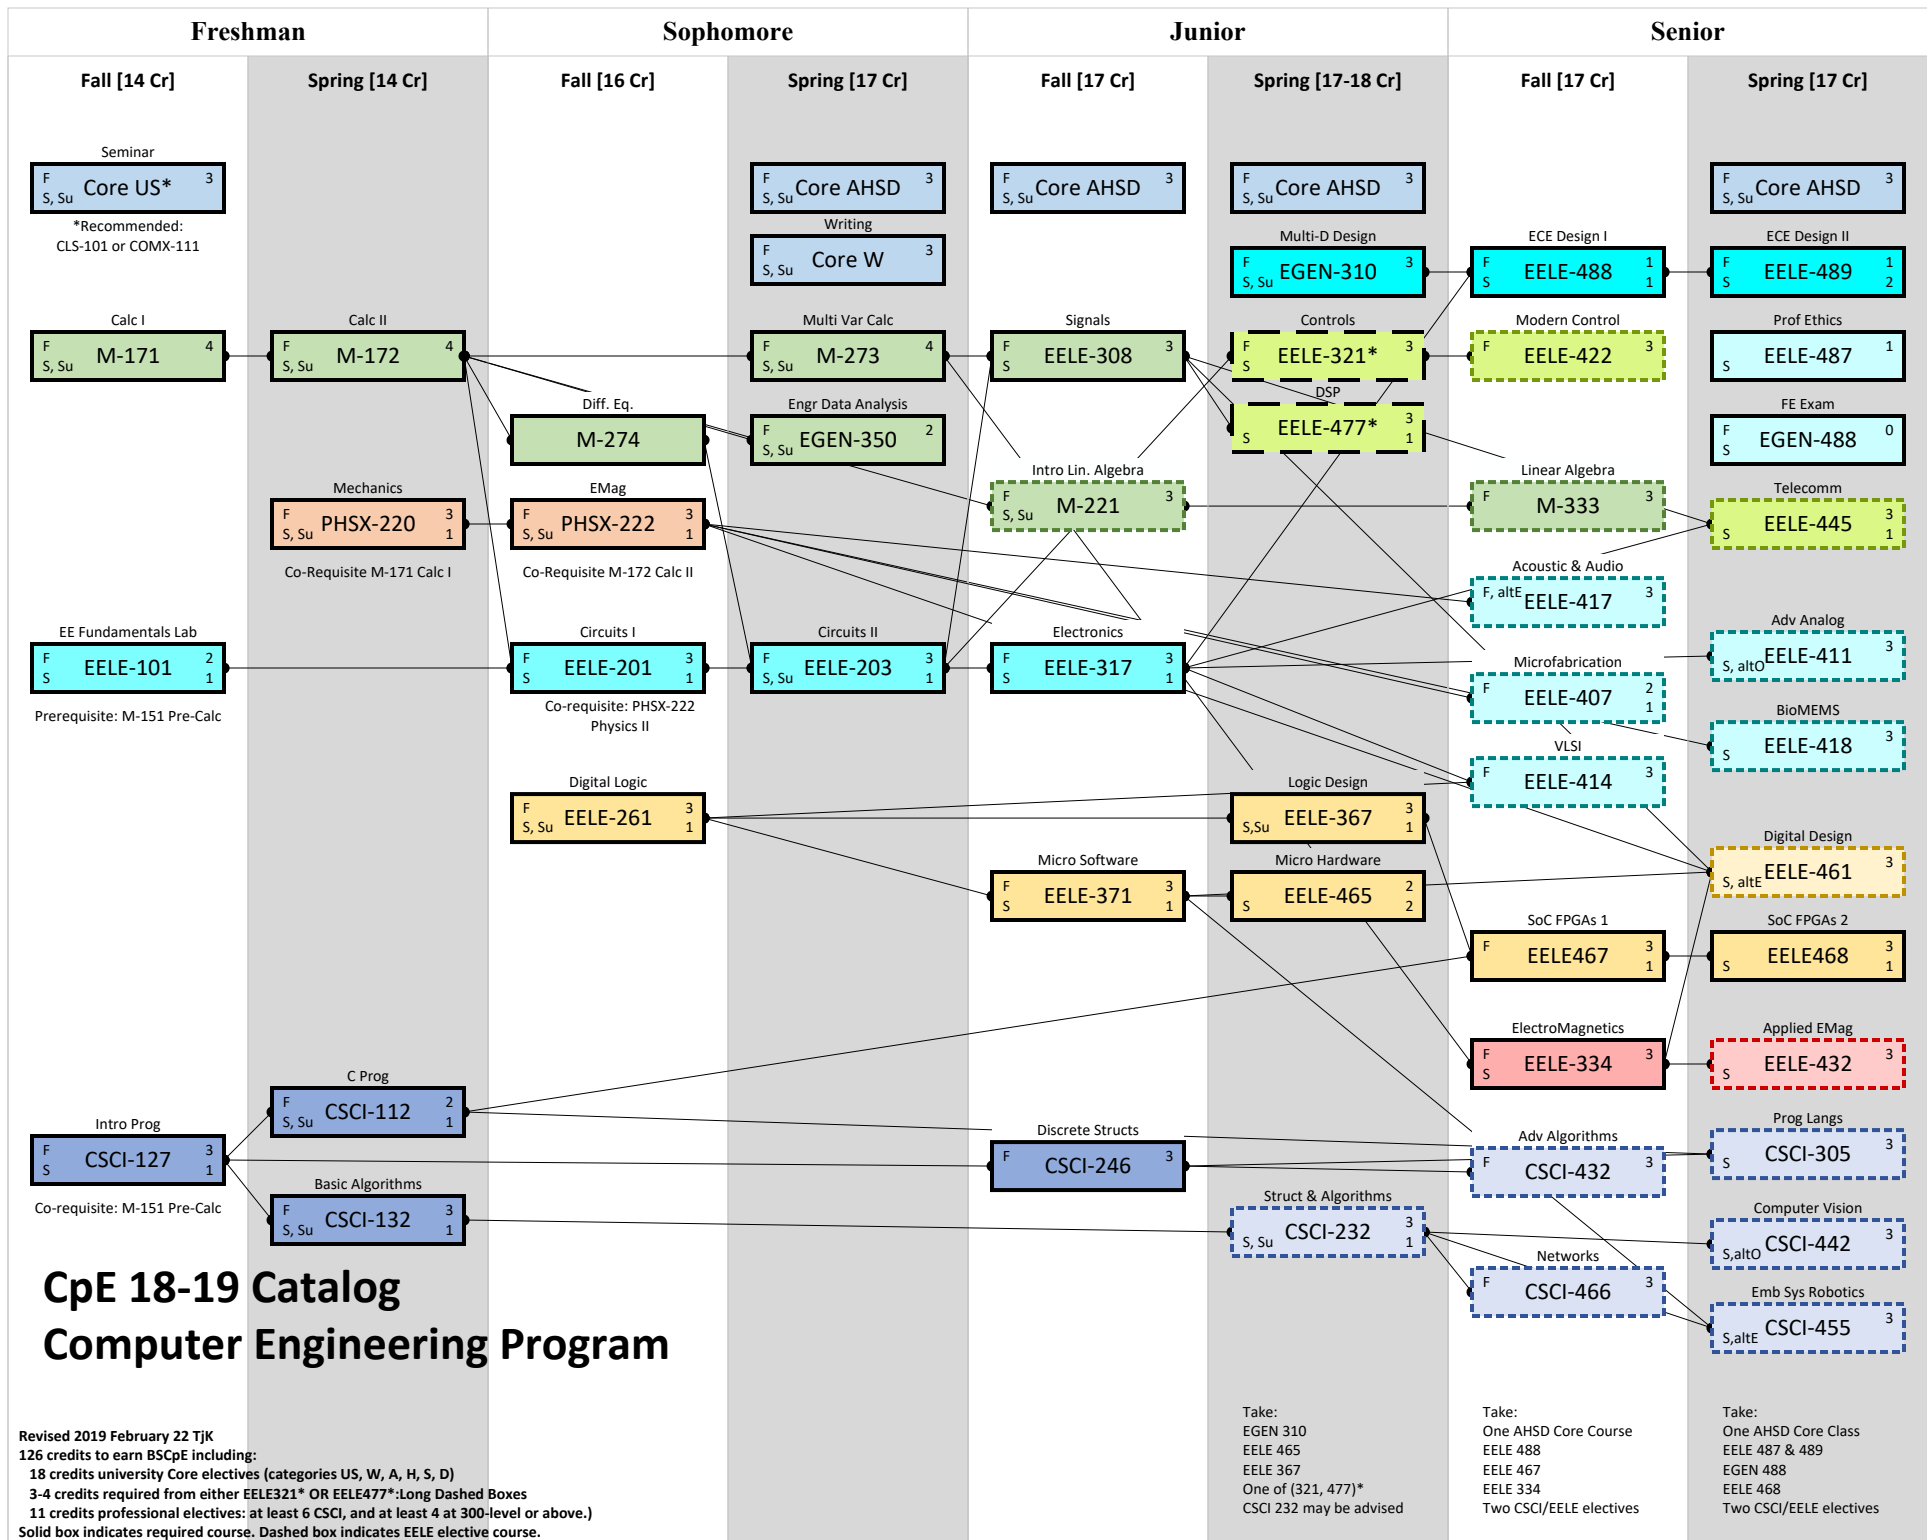 Freshman
Sophomore
Junior
Senior
Fall [14 Cr]
Spring [14 Cr]
Fall [16 Cr]
Spring [17 Cr]
Fall [17 Cr]
Spring [17-18 Cr]
Fall [17 Cr]
Spring [17 Cr]
Seminar
F
S, Su
Core US*
3
*Recommended:
CLS-101 or COMX-111
Calc I
F
S, Su
M-171
4
EE Fundamentals Lab
F
S
EELE-101
2
1
Prerequisite: M-151 Pre-Calc
Intro Prog
F
S
CSCI-127
3
1
Co-requisite: M-151 Pre-Calc
Calc II
F
S, Su
M-172
4
Mechanics
F
S, Su
PHSX-220
3
1
Co-Requisite M-171 Calc I
C Prog
F
S, Su
CSCI-112
2
1
Basic Algorithms
F
S, Su
CSCI-132
3
1
Diff. Eq.
M-274
EMag
F
S, Su
PHSX-222
3
1
Co-Requisite M-172 Calc II
Circuits I
F
S
EELE-201
3
1
Co-requisite: PHSX-222
Physics II
Digital Logic
F
S, Su
EELE-261
3
1
F
S, Su
Core AHSD
3
Writing
F
S, Su
Core W
3
Multi Var Calc
F
S, Su
M-273
4
Engr Data Analysis
F
S, Su
EGEN-350
2
Circuits II
F
S, Su
EELE-203
3
1
F
S, Su
Core AHSD
3
Signals
F
S
EELE-308
3
Intro Lin. Algebra
F
S, Su
M-221
3
Electronics
F
S
EELE-317
3
1
Micro Software
F
S
EELE-371
3
1
Discrete Structs
F
CSCI-246
3
F
S, Su
Core AHSD
3
Multi-D Design
F
S, Su
EGEN-310
3
Controls
F
S
EELE-321*
3
DSP
S
EELE-477*
3
1
Logic Design
S,Su
EELE-367
3
1
Micro Hardware
S
EELE-465
2
2
Struct & Algorithms
S, Su
CSCI-232
3
1
ECE Design I
F
S
EELE-488
1
1
Modern Control
F
EELE-422
3
Linear Algebra
F
M-333
3
Acoustic & Audio
F, altE
EELE-417
3
Microfabrication
F
EELE-407
2
1
VLSI
F
EELE-414
3
SoC FPGAs 1
F
EELE467
3
1
ElectroMagnetics
F
S
EELE-334
3
Adv Algorithms
F
CSCI-432
3
Networks
F
CSCI-466
3
F
S, Su
Core AHSD
3
ECE Design II
F
S
EELE-489
1
2
Prof Ethics
S
EELE-487
1
FE Exam
F
S
EGEN-488
0
Telecomm
S
EELE-445
3
1
Adv Analog
S, altO
EELE-411
3
BioMEMS
S
EELE-418
3
Digital Design
S, altE
EELE-461
3
SoC FPGAs 2
S
EELE468
3
1
Applied EMag
S
EELE-432
3
Prog Langs
S
CSCI-305
3
Computer Vision
S,altO
CSCI-442
3
Emb Sys Robotics
S,altE
CSCI-455
3
CpE 18-19 Catalog
Computer Engineering Program
Revised 2019 February 22 TjK
126 credits to earn BSCpE including:
18 credits university Core electives (categories US, W, A, H, S, D)
3-4 credits required from either EELE321* OR EELE477*:Long Dashed Boxes
11 credits professional electives: at least 6 CSCI, and at least 4 at 300-level or above.)
Solid box indicates required course. Dashed box indicates EELE elective course.
Take:
EGEN 310
EELE 465
EELE 367
One of (321, 477)*
CSCI 232 may be advised
Take:
One AHSD Core Course
EELE 488
EELE 467
EELE 334
Two CSCI/EELE electives
Take:
One AHSD Core Class
EELE 487 & 489
EGEN 488
EELE 468
Two CSCI/EELE electives